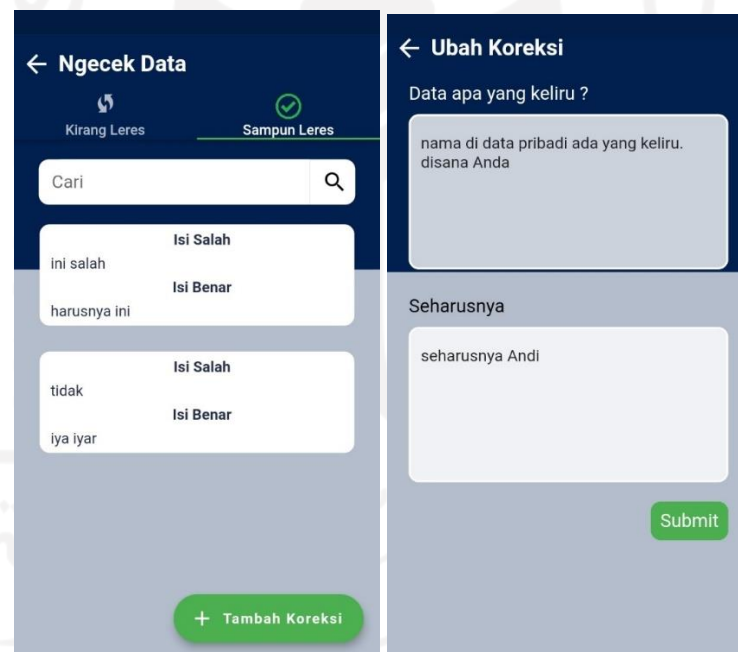 Ngecek Data
Kirang Leres
Sampun Leres
Cari
Isi Salah
ini salah
Isi Benar
harusnya ini
Isi Salah
tidak
Isi Benar
iya iyar
+ Tambah Koreksi
Ubah Koreksi
Data apa yang keliru ?
nama di data pribadi ada yang keliru.
disana Anda
Seharusnya
seharusnya Andi
Submit